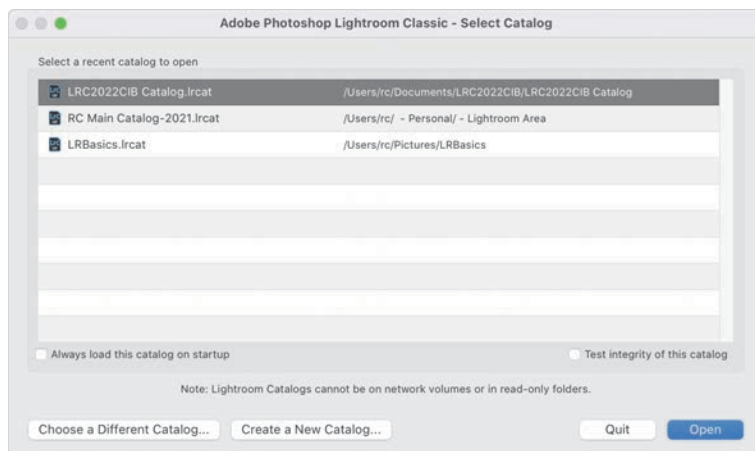 Adobe Photoshop Lightroom Classic - Select Catalog
Select a recent catalog to open
LRC2022CIB Catalog.lrcat /Users/rc/Documents/LRC2022CIB/LRC2022CIB Catalog
RC Main Catalog-2021.lrcat /Users/rc/ - Personal/ - Lightroom Area
LRBasics.lrcat /Users/rc/Pictures/LRBasics
Always load this catalog on startup Test integrity of this catalog
Note: Lightroom Catalogs cannot be on network volumes or in read-only folders.
Choose a Different Catalog... Create a New Catalog... Quit Open